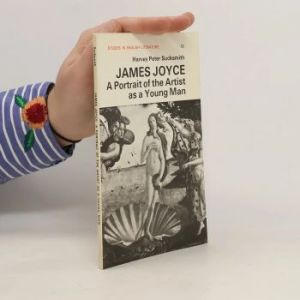 STUDIES IN ENGLISH LITERATURE
Harvey Peter Sucksmith
JAMES JOYCE
A Portrait of the Artist
as a Young Man